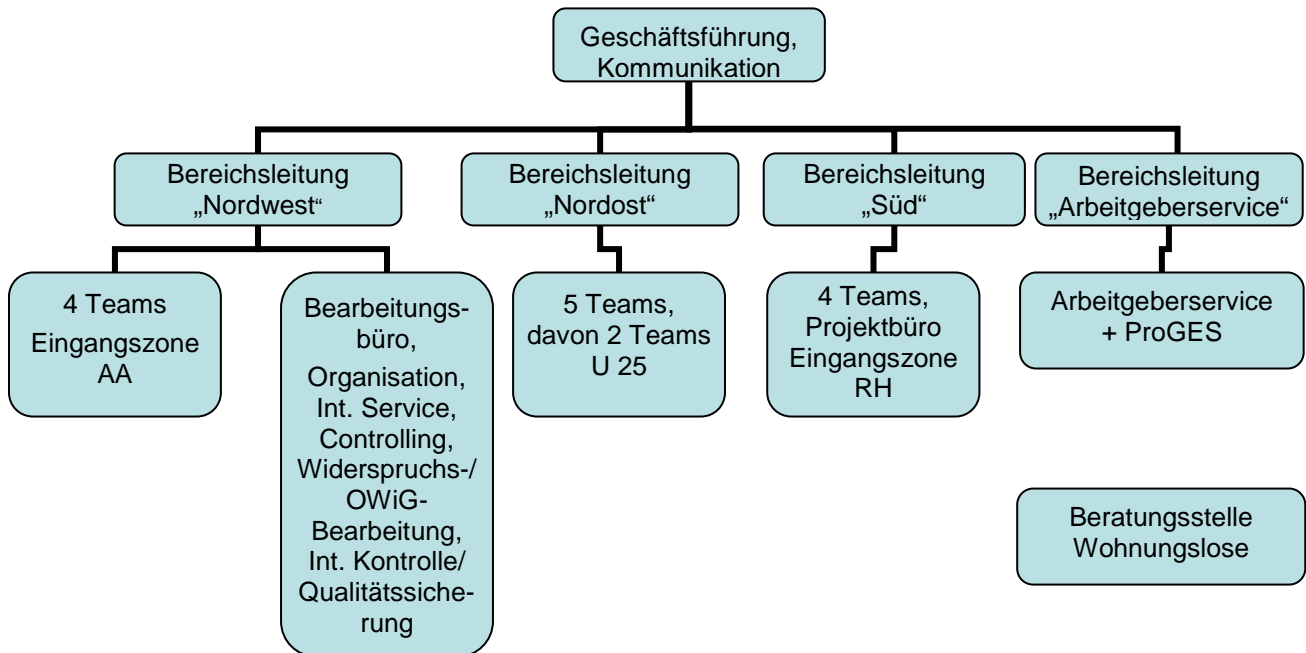 Geschäftsführung,
Kommunikation
Bereichsleitung
„Nordwest“
Bereichsleitung
„Nordost“
Bereichsleitung
„Süd“
Bereichsleitung
„Arbeitgeberservice“
4 Teams
Eingangszone
AA
Bearbeitungs-
büro,
Organisation,
Int. Service,
Controlling,
Widerspruchs-/
OWiG-
Bearbeitung,
Int. Kontrolle/
Qualitätssiche-
rung
5 Teams,
davon 2 Teams
U 25
4 Teams,
Projektbüro
Eingangszone
RH
Arbeitgeberservice
+ ProGES
Beratungsstelle
Wohnungslose